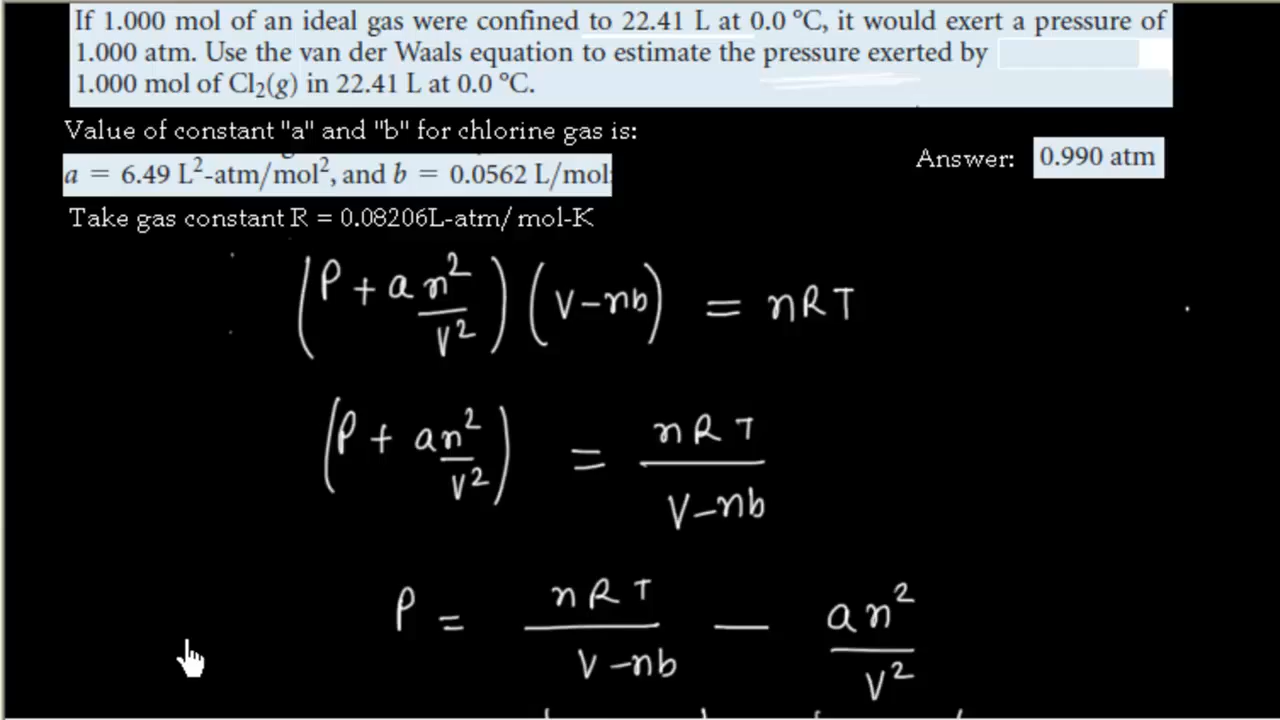 If 1.000 mol of an ideal gas were confined to 22.41 L at 0.0 ºC, it would exert a pressure of
1.000 atm. Use the van der Waals equation to estimate the pressure exerted by
1.000 mol of Cl₂(g) in 22.41 L at 0.0 ºC.
Value of constant "a" and "b" for chlorine gas is:
a = 6.49 L²-atm/mol², and b = 0.0562 L/mol
Answer: 0.990 atm
Take gas constant R = 0.08206L-atm/ mol-K
(P + an²/V²) (V-nb) = nRT
(P + an²/V²) = nRT/V-nb
P = nRT/V-nb - an²/V²